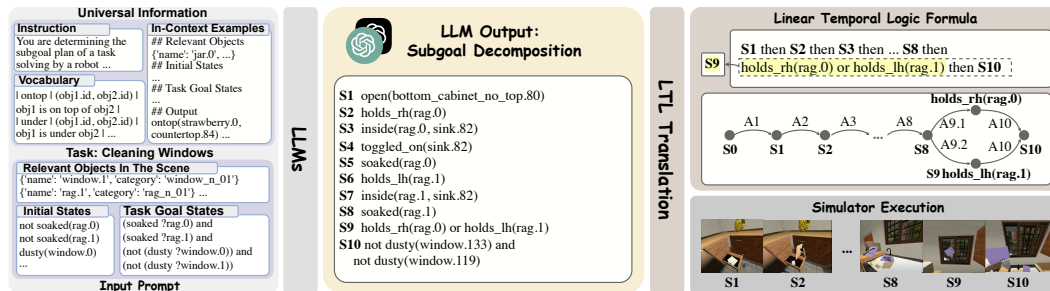 Universal Information
Instruction
You are determining the
subgoal plan of a task
solving by a robot ...
Vocabulary
| ontop | (obj1.id, obj2.id) |
obj1 is on top of obj2 |
| under | (obj1.id, obj2.id) |
obj1 is under obj2 | ...
In-Context Examples
## Relevant Objects
{'name': 'jar.0', ...}
## Initial States
...
## Task Goal States
...
## Output
ontop(strawberry.0,
countertop.84) ...
Task: Cleaning Windows
Relevant Objects In The Scene
{'name': 'window.1', 'category': 'window_n_01'}
{'name': 'rag.1', 'category': 'rag_n_01'} ...
Initial States
not soaked(rag.0)
not soaked(rag.1)
dusty(window.0)
...
Task Goal States
(soaked ?rag.0) and
(soaked ?rag.1) and
(not (dusty ?window.0)) and
(not (dusty ?window.1))
Input Prompt
LLMs
LLM Output:
Subgoal Decomposition
S1 open(bottom_cabinet_no_top.80)
S2 holds_rh(rag.0)
S3 inside(rag.0, sink.82)
S4 toggled_on(sink.82)
S5 soaked(rag.0)
S6 holds_lh(rag.1)
S7 inside(rag.1, sink.82)
S8 soaked(rag.1)
S9 holds_rh(rag.0) or holds_lh(rag.1)
S10 not dusty(window.133) and
not dusty(window.119)
LTL Translation
Linear Temporal Logic Formula
S1 then S2 then S3 then ... S8 then
S9 holds_rh(rag.0) or holds_lh(rag.1) then S10
holds_rh(rag.0)
A1 A2 A3 ... A8 A9.1 A10
A9.2 A10
S0 S1 S2 S8 S10
S9 holds_lh(rag.1)
Simulator Execution
...
S1 S2 S8 S9 S10